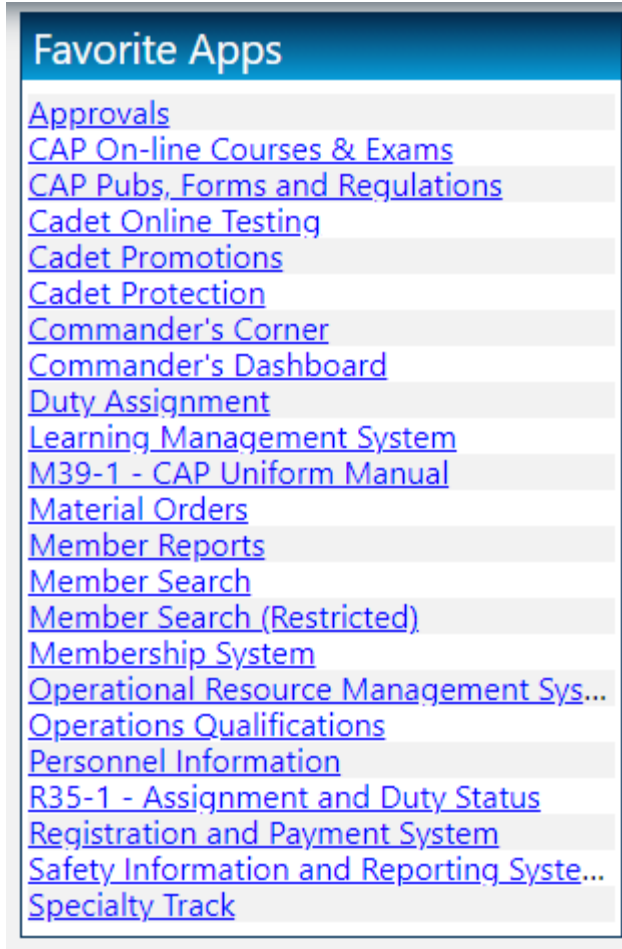 Favorite Apps
Approvals
CAP On-line Courses & Exams
CAP Pubs, Forms and Regulations
Cadet Online Testing
Cadet Promotions
Cadet Protection
Commander's Corner
Commander's Dashboard
Duty Assignment
Learning Management System
M39-1 - CAP Uniform Manual
Material Orders
Member Reports
Member Search
Member Search (Restricted)
Membership System
Operational Resource Management Sys...
Operations Qualifications
Personnel Information
R35-1 - Assignment and Duty Status
Registration and Payment System
Safety Information and Reporting Syste...
Specialty Track